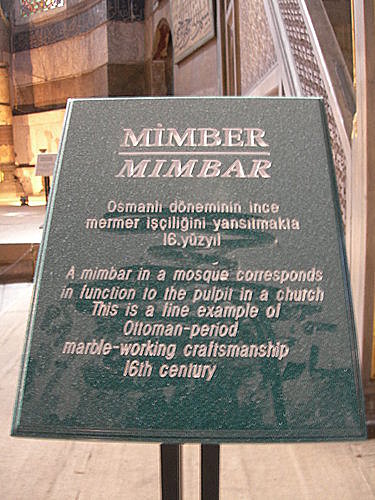 MİMBER
MIMBAR
Osmanlı döneminin ince
mermer işçiliğini yansıtmakta
16.yüzyıl
A mimbar in a mosque corresponds
in function to the pulpit in a church
This is a fine example of
Ottoman-period
marble-working craftsmanship
16th century